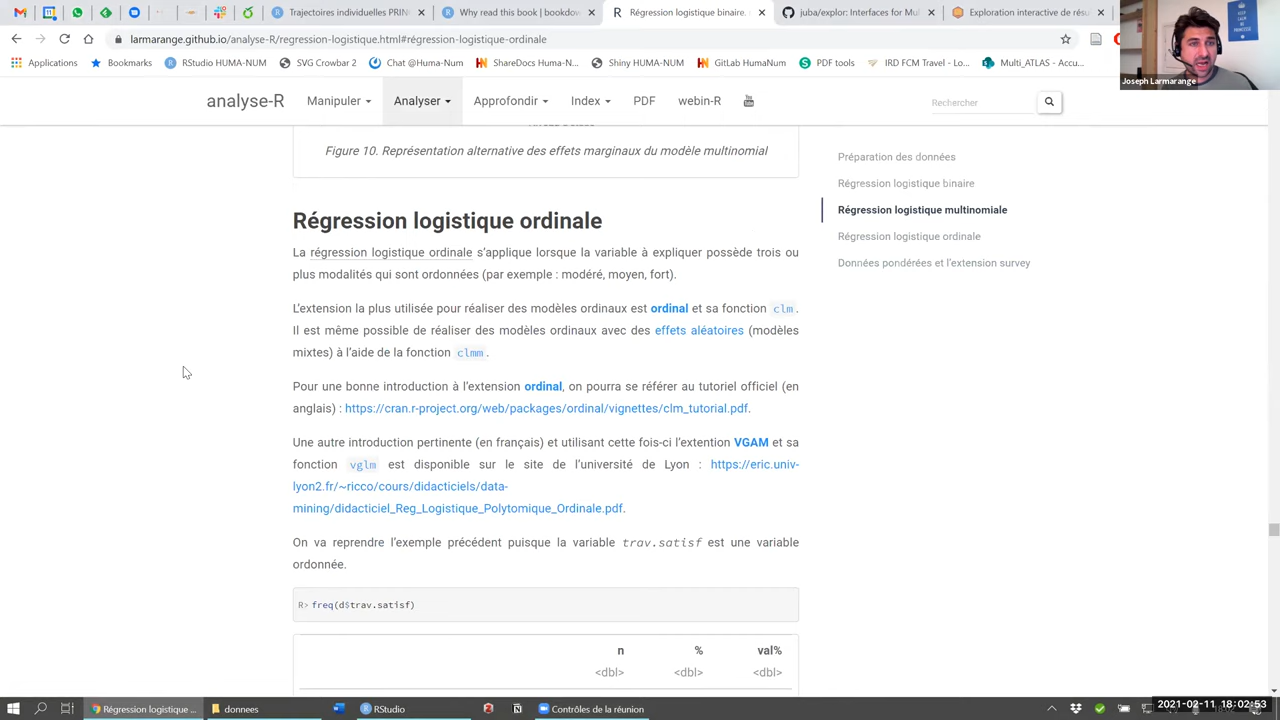 Trajectoires individuelles PRIN
Why read this book | bookdow
Régression logistique binaire.
juba/explor: Interfaces for Mu
Exploration interactive de résu
larmarange.github.io/analyse-R/regression-logistique.html#régression-logistique-ordinale
Applications
Bookmarks
RStudio HUMA-NUM
SVG Crowbar 2
Chat @Huma-Num
ShareDocs Huma-N...
Shiny HUMA-NUM
GitLab HumaNum
PDF tools
IRD FCM Travel - Lo...
Multi_ATLAS - Accu...
Joseph Larmarange
analyse-R
Manipuler
Analyser
Approfondir
Index
PDF
webin-R
Rechercher
Figure 10. Représentation alternative des effets marginaux du modèle multinomial
Régression logistique ordinale
La régression logistique ordinale s’applique lorsque la variable à expliquer possède trois ou
plus modalités qui sont ordonnées (par exemple : modéré, moyen, fort).
L’extension la plus utilisée pour réaliser des modèles ordinaux est ordinal et sa fonction clm.
Il est même possible de réaliser des modèles ordinaux avec des effets aléatoires (modèles
mixtes) à l’aide de la fonction clmm.
Pour une bonne introduction à l’extension ordinal, on pourra se référer au tutoriel officiel (en
anglais) : https://cran.r-project.org/web/packages/ordinal/vignettes/clm_tutorial.pdf.
Une autre introduction pertinente (en français) et utilisant cette fois-ci l’extention VGAM et sa
fonction vglm est disponible sur le site de l’université de Lyon : https://eric.univ-
lyon2.fr/~ricco/cours/didacticiels/data-
mining/didacticiel_Reg_Logistique_Polytomique_Ordinale.pdf.
On va reprendre l’exemple précédent puisque la variable trav.satisf est une variable
ordonnée.
R> freq(d$trav.satisf)
n % val%
<dbl> <dbl> <dbl>
Préparation des données
Régression logistique binaire
Régression logistique multinomiale
Régression logistique ordinale
Données pondérées et l’extension survey
Régression logistique ...
donnees
RStudio
Contrôles de la réunion
2021-02-11 18:02:53